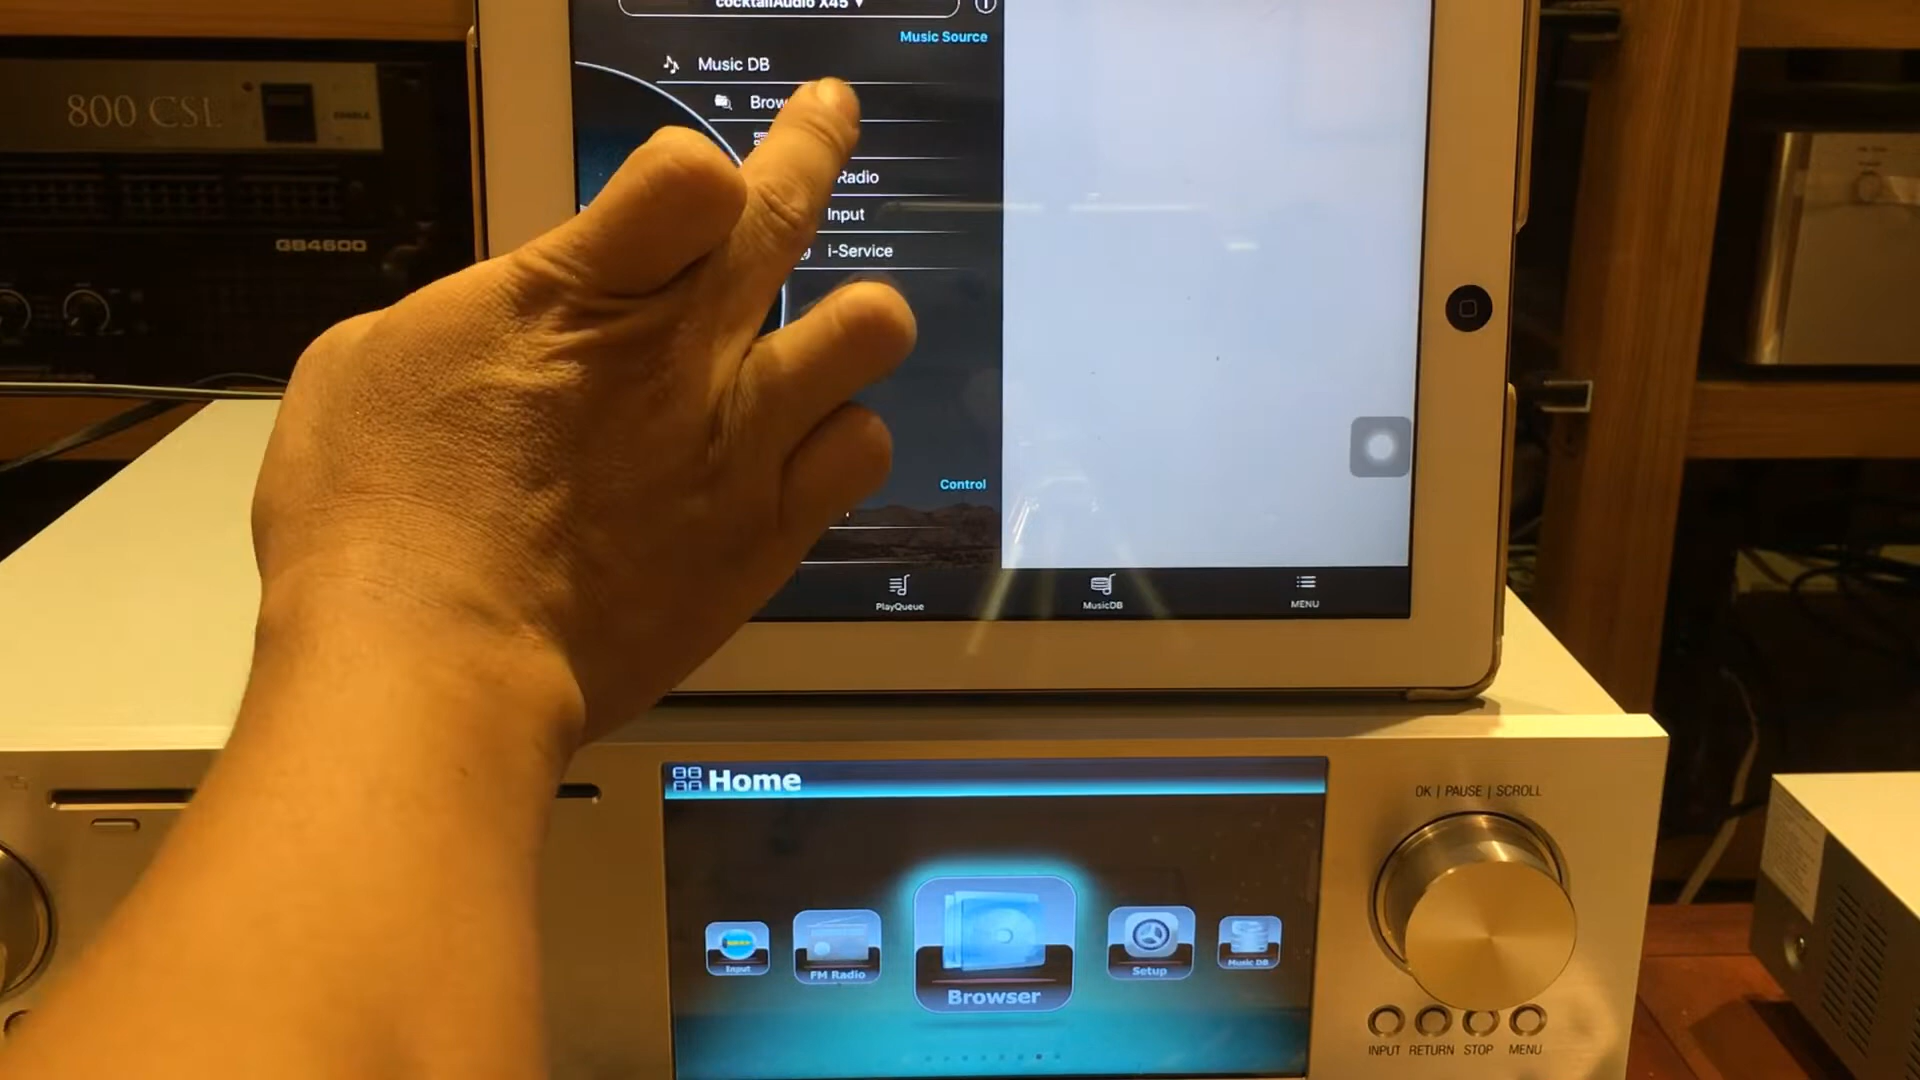 cocktailAudio X45 ▼
Music Source
Music DB
Brow
Radio
Input
i-Service
Control
PlayQueue
MusicDB
MENU
800 CSL
ENABLE
GB4600
Home
Input
FM Radio
Browser
Setup
Music DB
OK | PAUSE | SCROLL
INPUT
RETURN
STOP
MENU